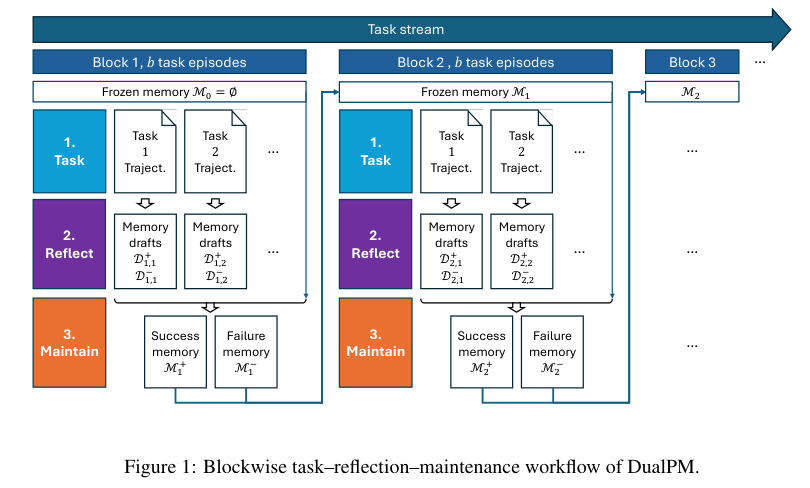 Task stream
Block 1, b task episodes
Block 2 , b task episodes
Block 3
...
Frozen memory ℳ₀ = ∅
Frozen memory ℳ₁
ℳ₂
1.
Task
Task
1
Traject.
Task
2
Traject.
...
1.
Task
Task
1
Traject.
Task
2
Traject.
...
...
2.
Reflect
Memory
drafts
𝒟⁺₁,₁
𝒟⁻₁,₁
Memory
drafts
𝒟⁺₁,₂
𝒟⁻₁,₂
...
2.
Reflect
Memory
drafts
𝒟⁺₂,₁
𝒟⁻₂,₁
Memory
drafts
𝒟⁺₂,₂
𝒟⁻₂,₂
...
...
3.
Maintain
Success
memory
ℳ₁⁺
Failure
memory
ℳ₁⁻
3.
Maintain
Success
memory
ℳ₂⁺
Failure
memory
ℳ₂⁻
...
Figure 1: Blockwise task–reflection–maintenance workflow of DualPM.